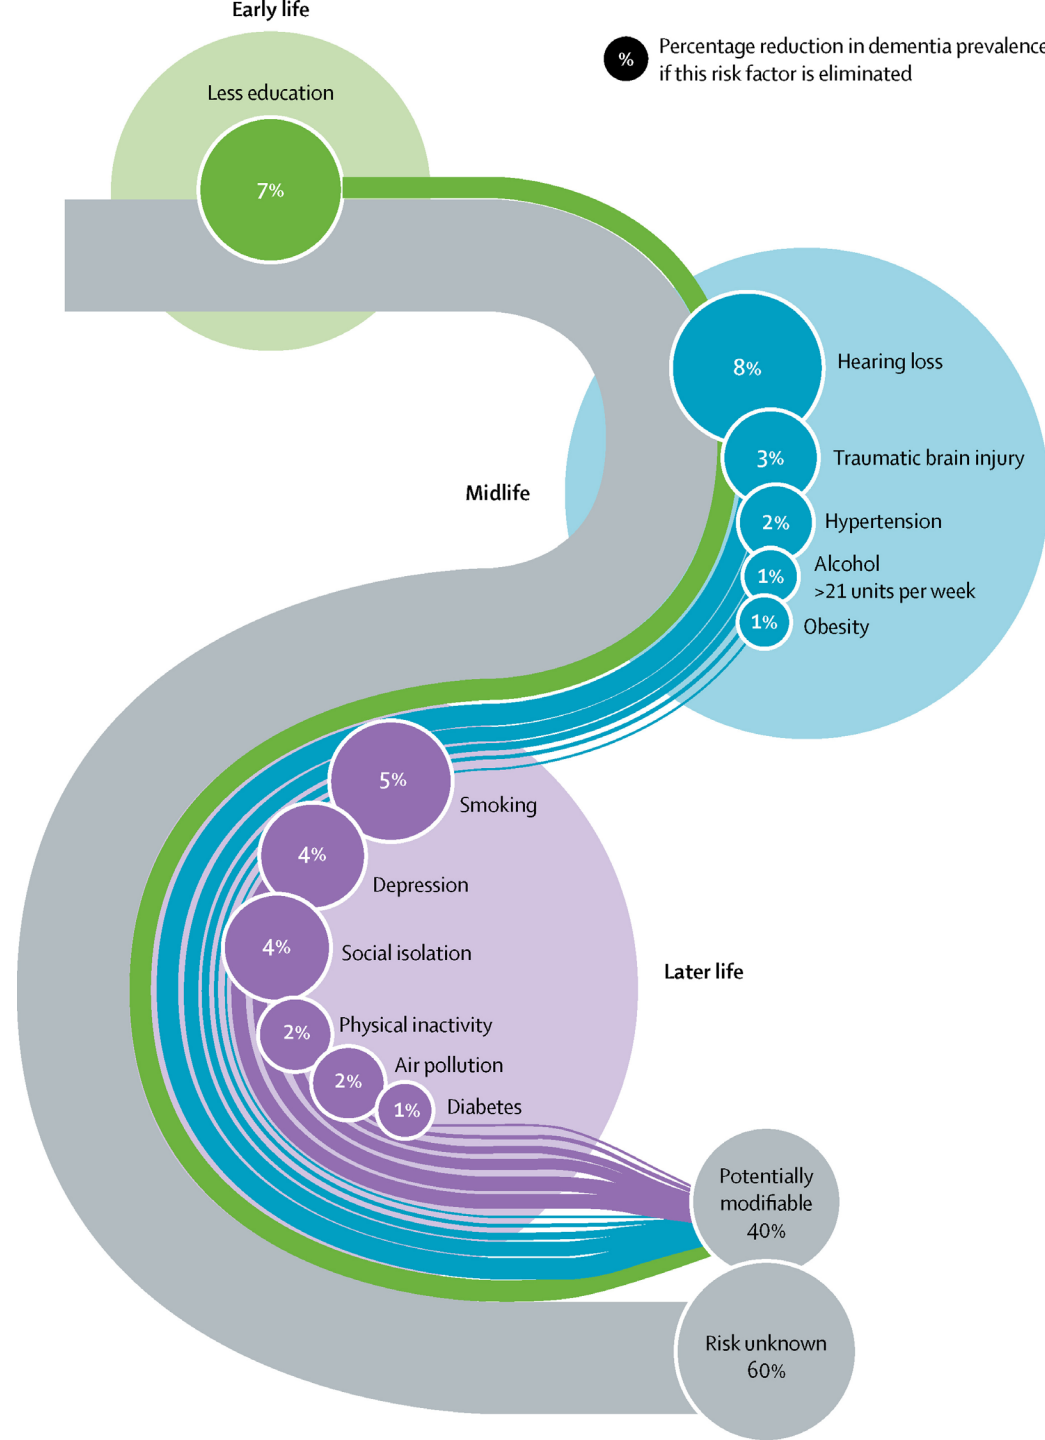 Early life
%
Percentage reduction in dementia prevalence
if this risk factor is eliminated
Less education
7%
8%
Hearing loss
3%
Traumatic brain injury
Midlife
2%
Hypertension
1%
Alcohol
>21 units per week
1%
Obesity
5%
Smoking
4%
Depression
4%
Social isolation
Later life
2%
Physical inactivity
2%
Air pollution
1%
Diabetes
Potentially
modifiable
40%
Risk unknown
60%